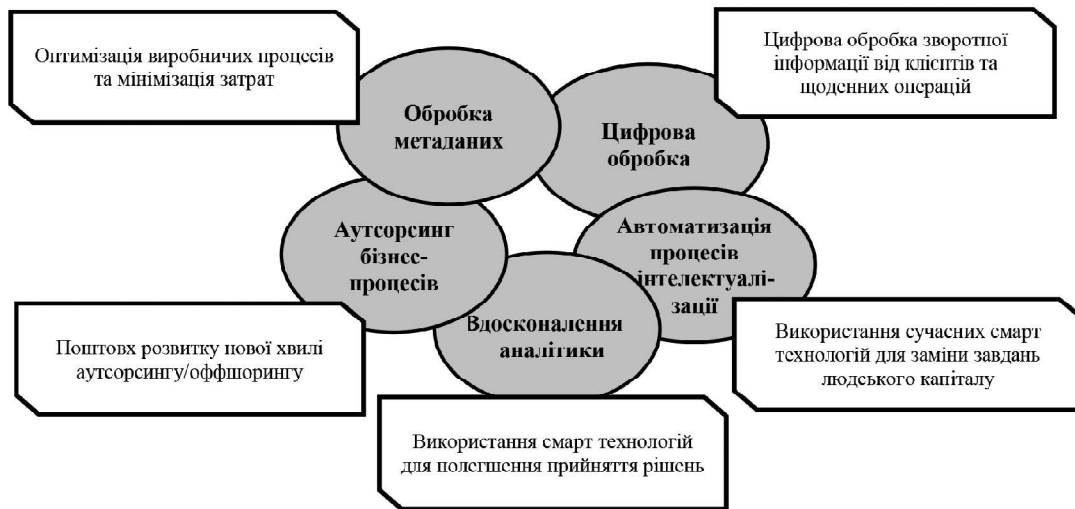 Оптимізація виробничих процесів
та мінімізація затрат
Цифрова обробка зворотної
інформації від клієнтів та
щоденних операцій
Обробка
метаданих
Цифрова
обробка
Аутсорсинг
бізнес-
процесів
Автоматизація
процесів
інтелектуалі-
зації
Вдосконалення
аналітики
Поштовх розвитку нової хвилі
аутсорсингу/оффшорингу
Використання сучасних смарт
технологій для заміни завдань
людського капіталу
Використання смарт технологій
для полегшення прийняття рішень